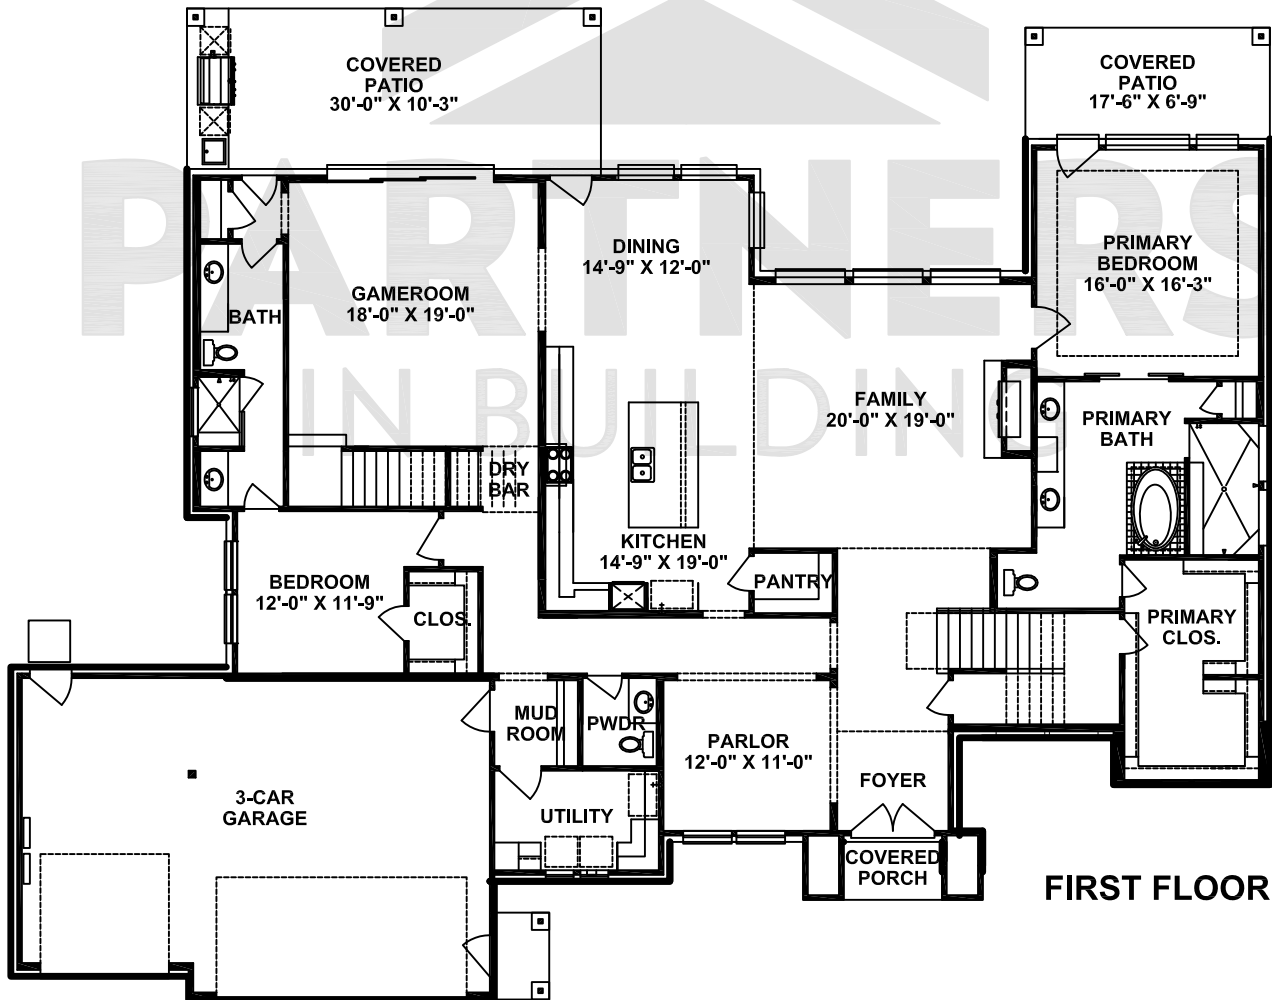 COVERED
PATIO
30'-0" X 10'-3"
COVERED
PATIO
17'-6" X 6'-9"
PARTNERS
IN BUILDING
DINING
14'-9" X 12'-0"
PRIMARY
BEDROOM
16'-0" X 16'-3"
GAMEROOM
18'-0" X 19'-0"
BATH
FAMILY
20'-0" X 19'-0"
PRIMARY
BATH
DRY
BAR
KITCHEN
14'-9" X 19'-0"
BEDROOM
12'-0" X 11'-9"
PANTRY
CLOS.
PRIMARY
CLOS.
MUD
ROOM
PWDR
PARLOR
12'-0" X 11'-0"
3-CAR
GARAGE
FOYER
UTILITY
COVERED
PORCH
FIRST FLOOR